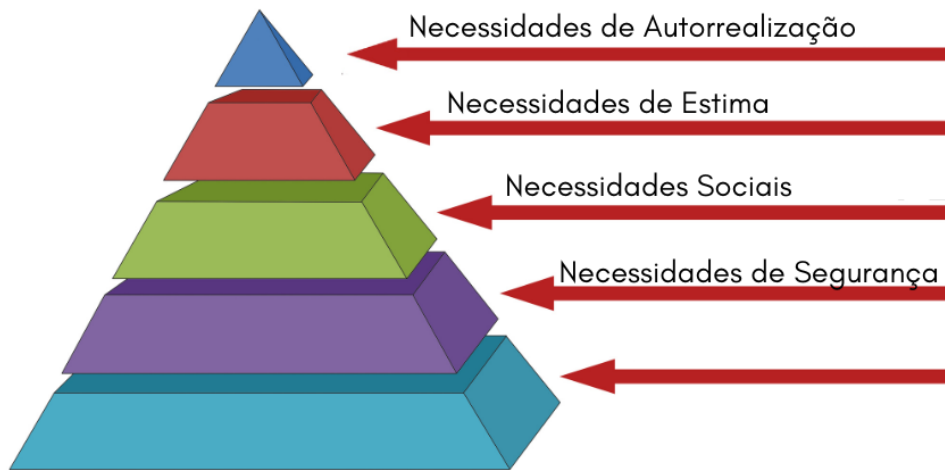 Necessidades de Autorrealização
Necessidades de Estima
Necessidades Sociais
Necessidades de Segurança